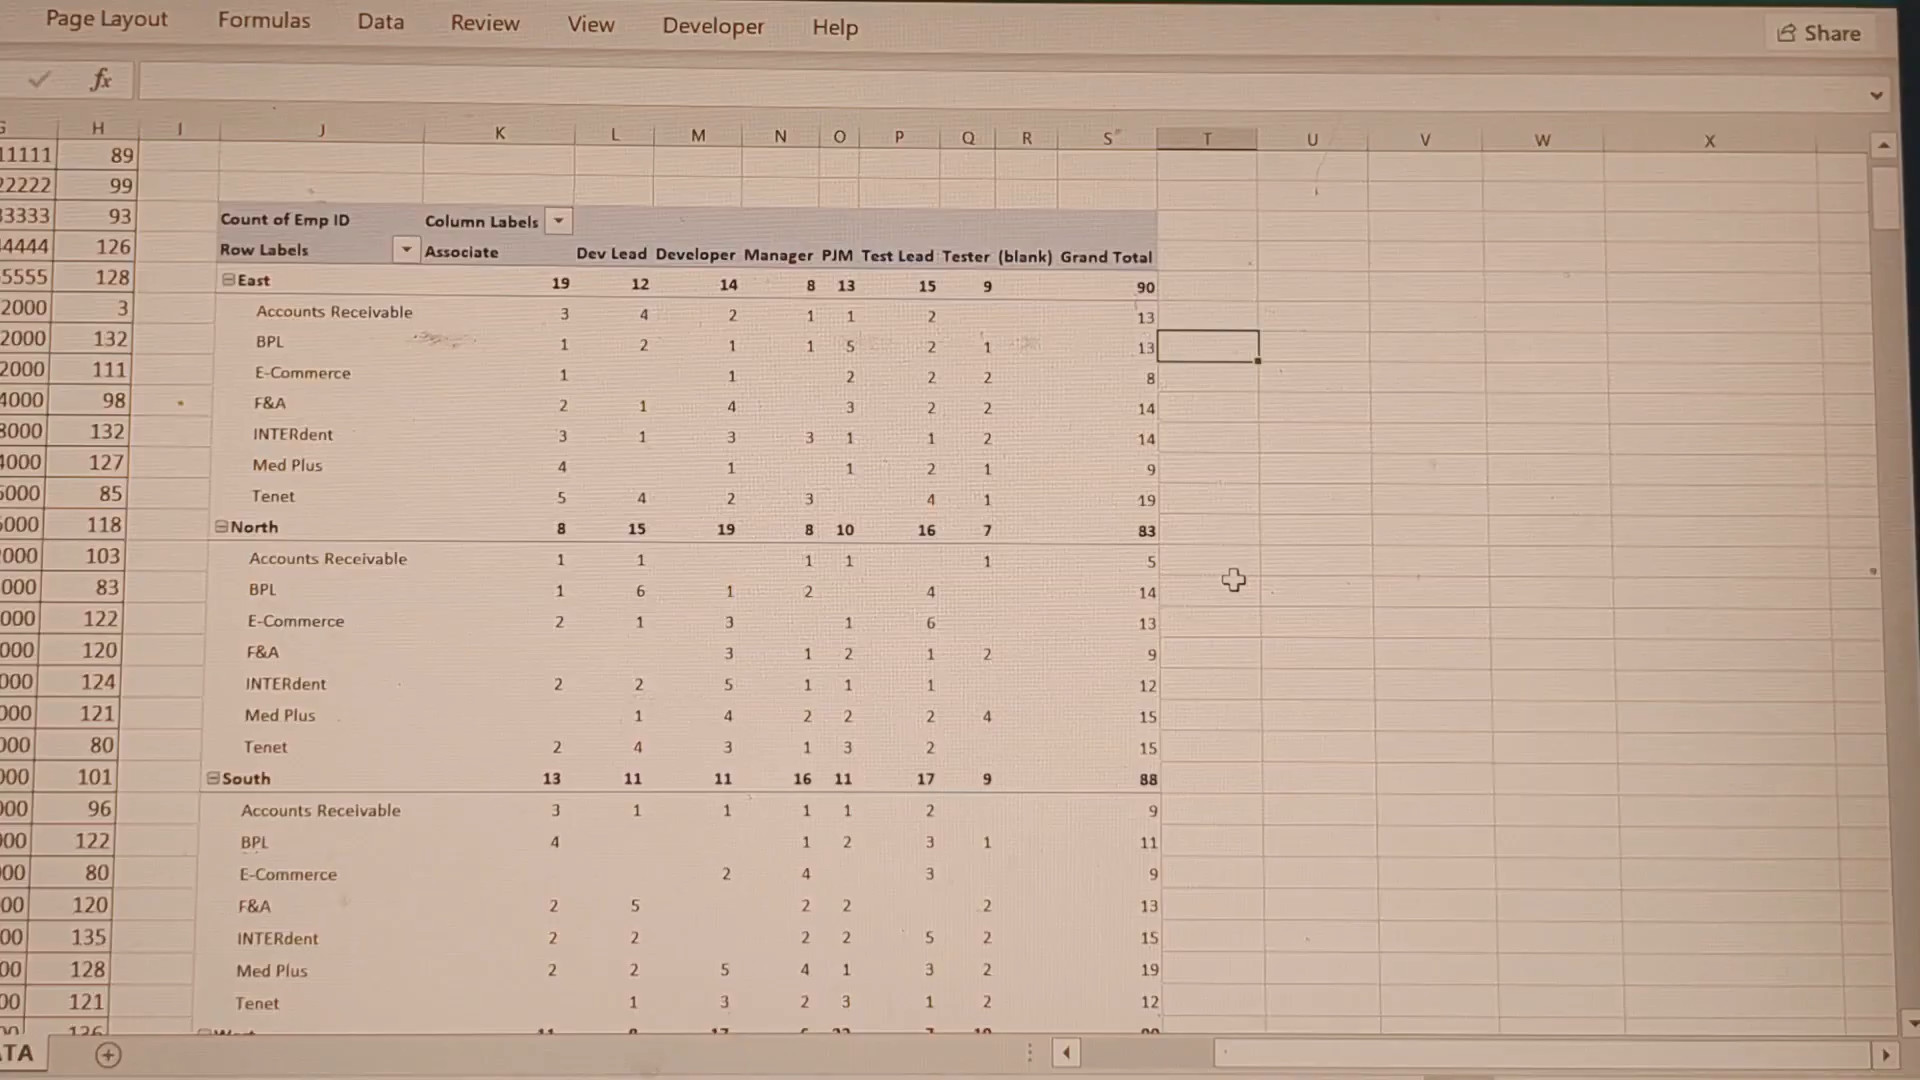 Page Layout Formulas Data Review View Developer Help Share
fx
H I J K L M N O P Q R S T U V W X
11111 89
22222 99
33333 93 Count of Emp ID Column Labels
44444 126 Row Labels Associate Dev Lead Developer Manager PJM Test Lead Tester (blank) Grand Total
5555 128 East 19 12 14 8 13 15 9 90
2000 3 Accounts Receivable 3 4 2 1 1 2 13
2000 132 BPL 1 2 1 1 5 2 1 13
2000 111 E-Commerce 1 1 2 2 2 8
4000 98 F&A 2 1 4 3 2 2 14
8000 132 INTERdent 3 1 3 3 1 1 2 14
4000 127 Med Plus 4 1 1 2 1 9
5000 85 Tenet 5 4 2 3 4 1 19
5000 118 North 8 15 19 8 10 16 7 83
000 103 Accounts Receivable 1 1 1 1 1 5
000 83 BPL 1 6 1 2 4 14
000 122 E-Commerce 2 1 3 1 6 13
000 120 F&A 3 1 2 1 2 9
000 124 INTERdent 2 2 5 1 1 1 12
000 121 Med Plus 1 4 2 2 2 4 15
000 80 Tenet 2 4 3 1 3 2 15
000 101 South 13 11 11 16 11 17 9 88
000 96 Accounts Receivable 3 1 1 1 1 2 9
00 122 BPL 4 1 2 3 1 11
00 80 E-Commerce 2 4 3 9
00 120 F&A 2 5 2 2 2 13
00 135 INTERdent 2 2 2 2 5 2 15
00 128 Med Plus 2 2 5 4 1 3 2 19
00 121 Tenet 1 3 2 3 1 2 12
TA